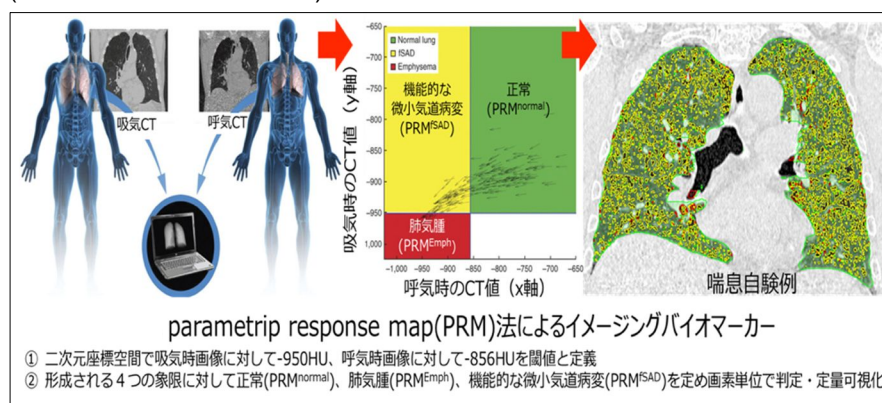 吸気CT
呼気CT
吸気時のCT値（y軸）
-650
-700
-750
-800
-850
-900
-950
1,000
Normal lung
fSAD
Emphysema
機能的な
微小気道病変
(PRMfSAD)
正常
(PRMnormal)
肺気腫
(PRMEmph)
-1,000
-950
-900
-850
-800
-750
-700
-650
呼気時のCT値（x軸）
喘息自験例
parametrip response map(PRM)法によるイメージングバイオマーカー
① 二次元座標空間で吸気時画像に対して-950HU、呼気時画像に対して-856HUを閾値と定義
② 形成される４つの象限に対して正常(PRMnormal)、肺気腫(PRMEmph)、機能的な微小気道病変(PRMfSAD)を定め画素単位で判定・定量可視化